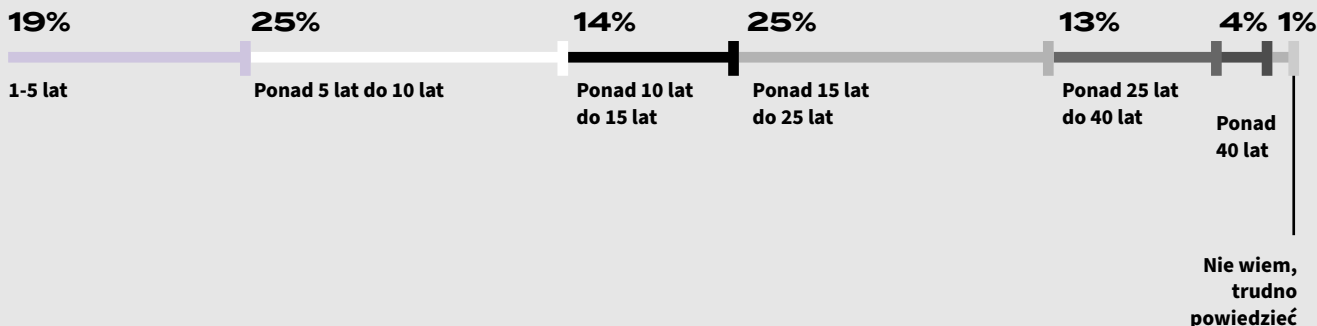 19% 25% 14% 25% 13% 4% 1%
1-5 lat
Ponad 5 lat do 10 lat
Ponad 10 lat
do 15 lat
Ponad 15 lat
do 25 lat
Ponad 25 lat
do 40 lat
Ponad
40 lat
Nie wiem,
trudno
powiedzieć